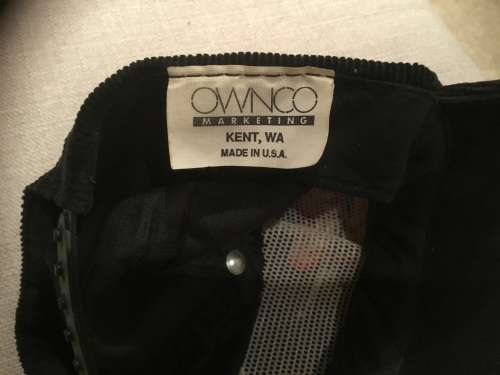 OWNCO
MARKETING
KENT, WA
MADE IN U.S.A.